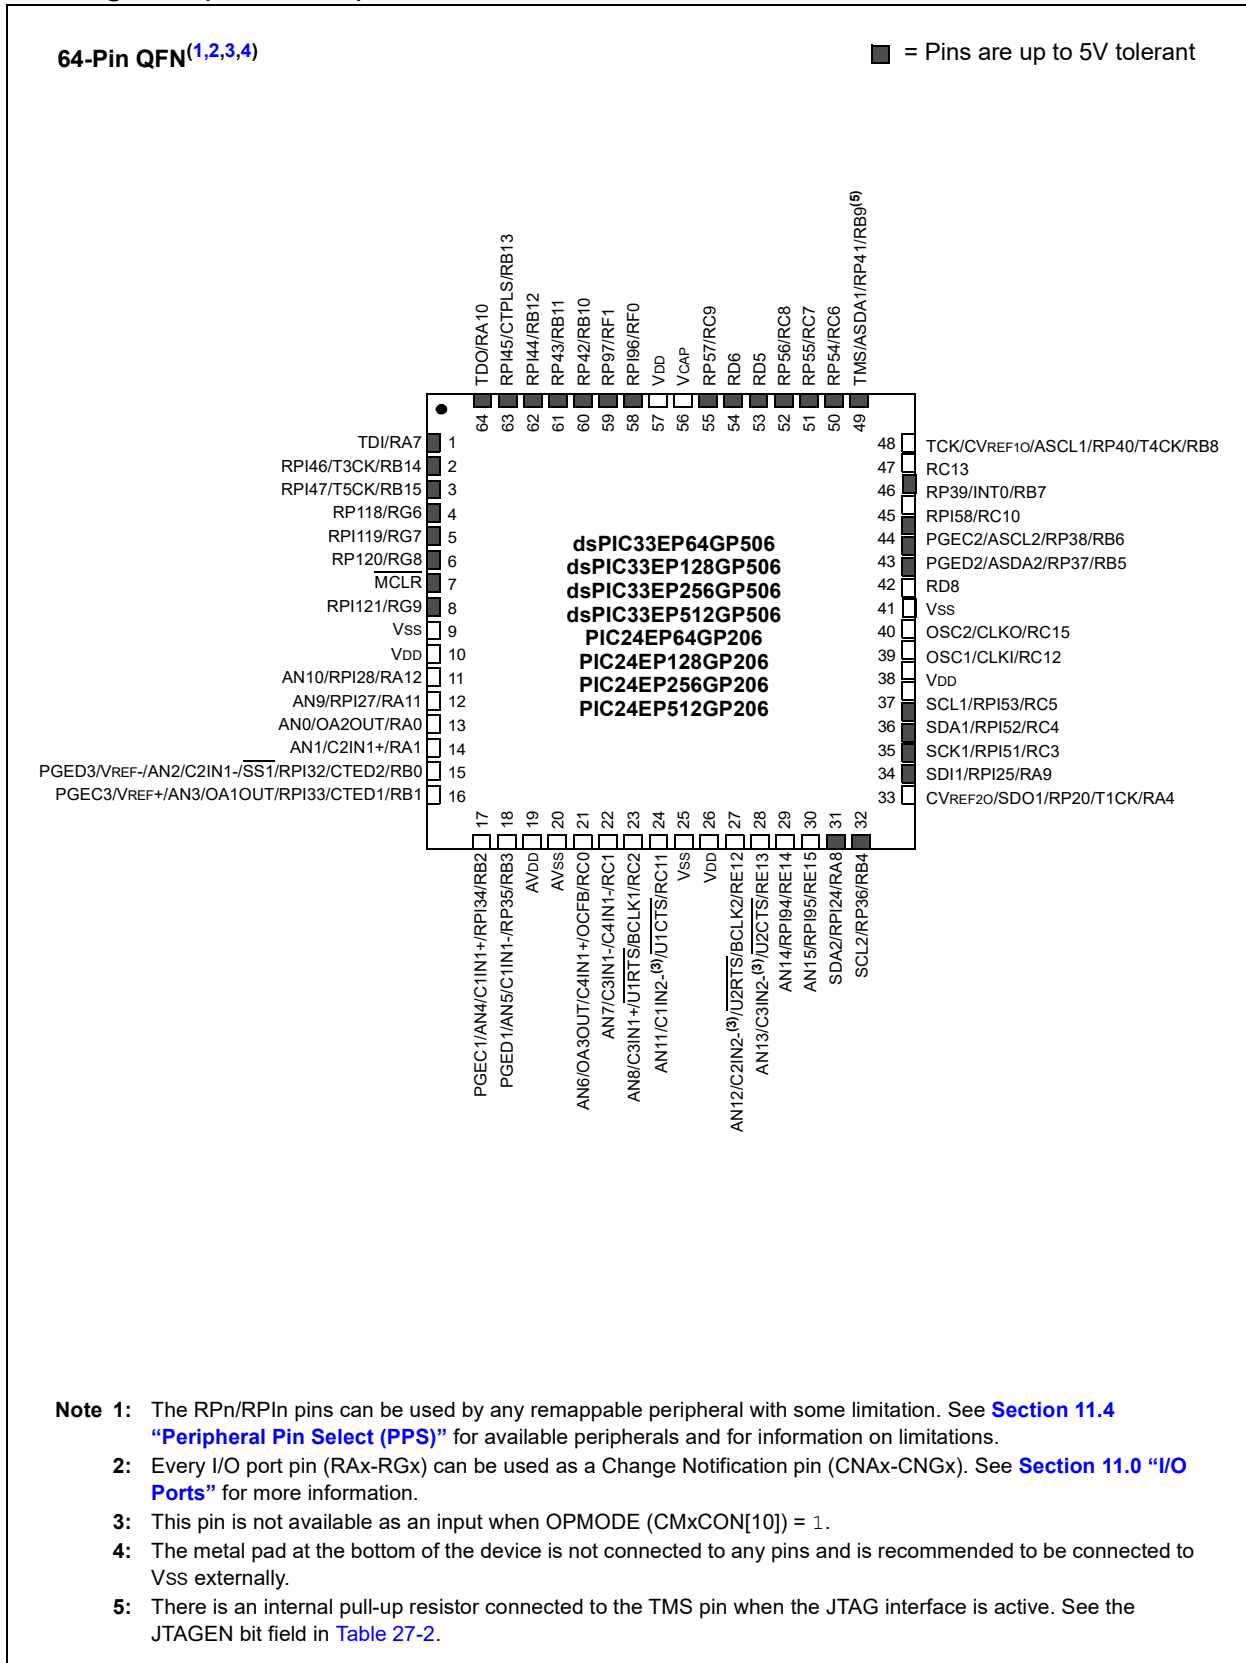 64-Pin QFN(1,2,3,4)
= Pins are up to 5V tolerant
TDO/RA10
RPI45/CTPLS/RB13
RPI44/RB12
RP43/RB11
RP42/RB10
RP97/RF1
RPI96/RF0
VDD
VCAP
RP57/RC9
RD6
RD5
RP56/RC8
RP55/RC7
RP54/RC6
TMS/ASDA1/RP41/RB9(5)
64 63 62 61 60 59 58 57 56 55 54 53 52 51 50 49
TDI/RA7 1
RPI46/T3CK/RB14 2
RPI47/T5CK/RB15 3
RP118/RG6 4
RPI119/RG7 5
RP120/RG8 6
MCLR 7
RPI121/RG9 8
VSS 9
VDD 10
AN10/RPI28/RA12 11
AN9/RPI27/RA11 12
AN0/OA2OUT/RA0 13
AN1/C2IN1+/RA1 14
PGED3/VREF-/AN2/C2IN1-/SS1/RPI32/CTED2/RB0 15
PGEC3/VREF+/AN3/OA1OUT/RPI33/CTED1/RB1 16
dsPIC33EP64GP506
dsPIC33EP128GP506
dsPIC33EP256GP506
dsPIC33EP512GP506
PIC24EP64GP206
PIC24EP128GP206
PIC24EP256GP206
PIC24EP512GP206
48 TCK/CVREF1O/ASCL1/RP40/T4CK/RB8
47 RC13
46 RP39/INT0/RB7
45 RPI58/RC10
44 PGEC2/ASCL2/RP38/RB6
43 PGED2/ASDA2/RP37/RB5
42 RD8
41 VSS
40 OSC2/CLKO/RC15
39 OSC1/CLKI/RC12
38 VDD
37 SCL1/RPI53/RC5
36 SDA1/RPI52/RC4
35 SCK1/RPI51/RC3
34 SDI1/RPI25/RA9
33 CVREF2O/SDO1/RP20/T1CK/RA4
17 18 19 20 21 22 23 24 25 26 27 28 29 30 31 32
PGEC1/AN4/C1IN1+/RPI34/RB2
PGED1/AN5/C1IN1-/RP35/RB3
AVDD
AVSS
AN6/OA3OUT/C4IN1+/OCFB/RC0
AN7/C3IN1-/C4IN1-/RC1
AN8/C3IN1+/U1RTS/BCLK1/RC2
AN11/C1IN2-(3)/U1CTS/RC11
VSS
VDD
AN12/C2IN2-(3)/U2RTS/BCLK2/RE12
AN13/C3IN2-(3)/U2CTS/RE13
AN14/RPI94/RE14
AN15/RPI95/RE15
SDA2/RPI24/RA8
SCL2/RP36/RB4
Note 1: The RPn/RPIn pins can be used by any remappable peripheral with some limitation. See Section 11.4
“Peripheral Pin Select (PPS)” for available peripherals and for information on limitations.
2: Every I/O port pin (RAx-RGx) can be used as a Change Notification pin (CNAx-CNGx). See Section 11.0 “I/O
Ports” for more information.
3: This pin is not available as an input when OPMODE (CMxCON[10]) = 1.
4: The metal pad at the bottom of the device is not connected to any pins and is recommended to be connected to
VSS externally.
5: There is an internal pull-up resistor connected to the TMS pin when the JTAG interface is active. See the
JTAGEN bit field in Table 27-2.